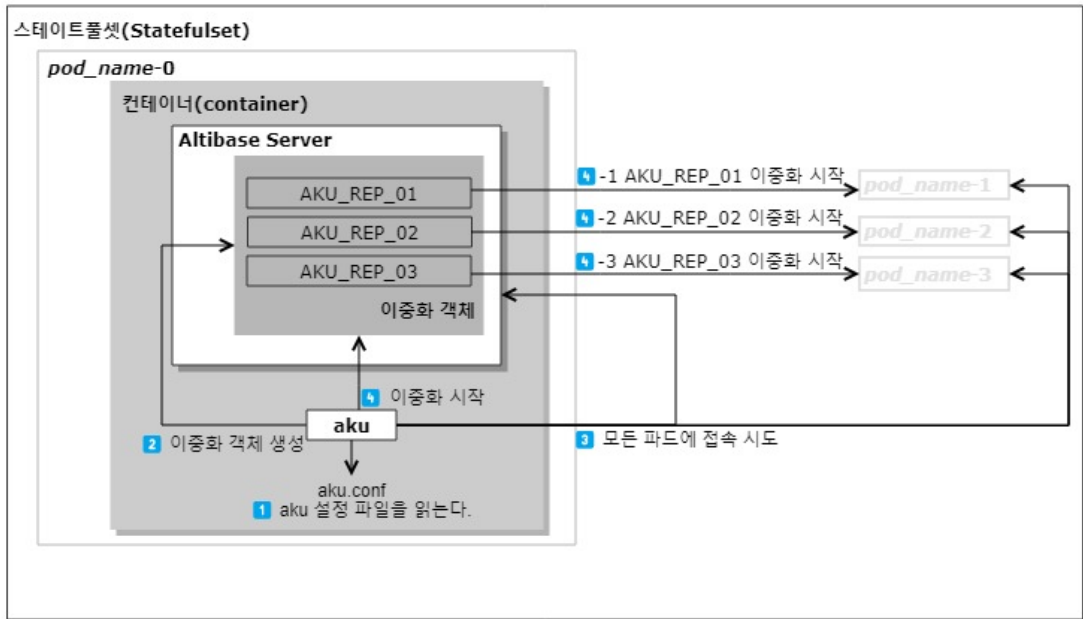 스테이트풀셋(Statefulset)
pod_name-0
컨테이너(container)
Altibase Server
AKU_REP_01
AKU_REP_02
AKU_REP_03
이중화 객체
4 -1 AKU_REP_01 이중화 시작
4 -2 AKU_REP_02 이중화 시작
4 -3 AKU_REP_03 이중화 시작
pod_name-1
pod_name-2
pod_name-3
4 이중화 시작
aku
2 이중화 객체 생성
3 모든 파드에 접속 시도
aku.conf
1 aku 설정 파일을 읽는다.